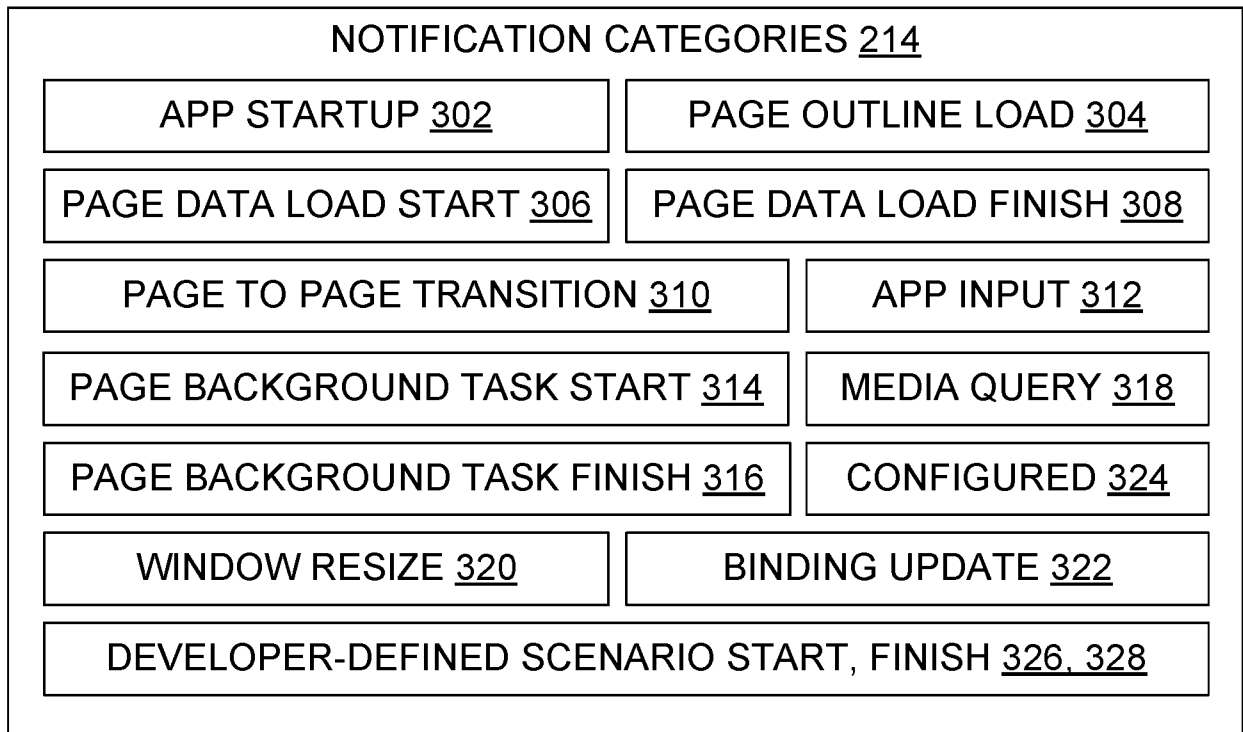 NOTIFICATION CATEGORIES 214
APP STARTUP 302
PAGE OUTLINE LOAD 304
PAGE DATA LOAD START 306
PAGE DATA LOAD FINISH 308
PAGE TO PAGE TRANSITION 310
APP INPUT 312
PAGE BACKGROUND TASK START 314
MEDIA QUERY 318
PAGE BACKGROUND TASK FINISH 316
CONFIGURED 324
WINDOW RESIZE 320
BINDING UPDATE 322
DEVELOPER-DEFINED SCENARIO START, FINISH 326, 328